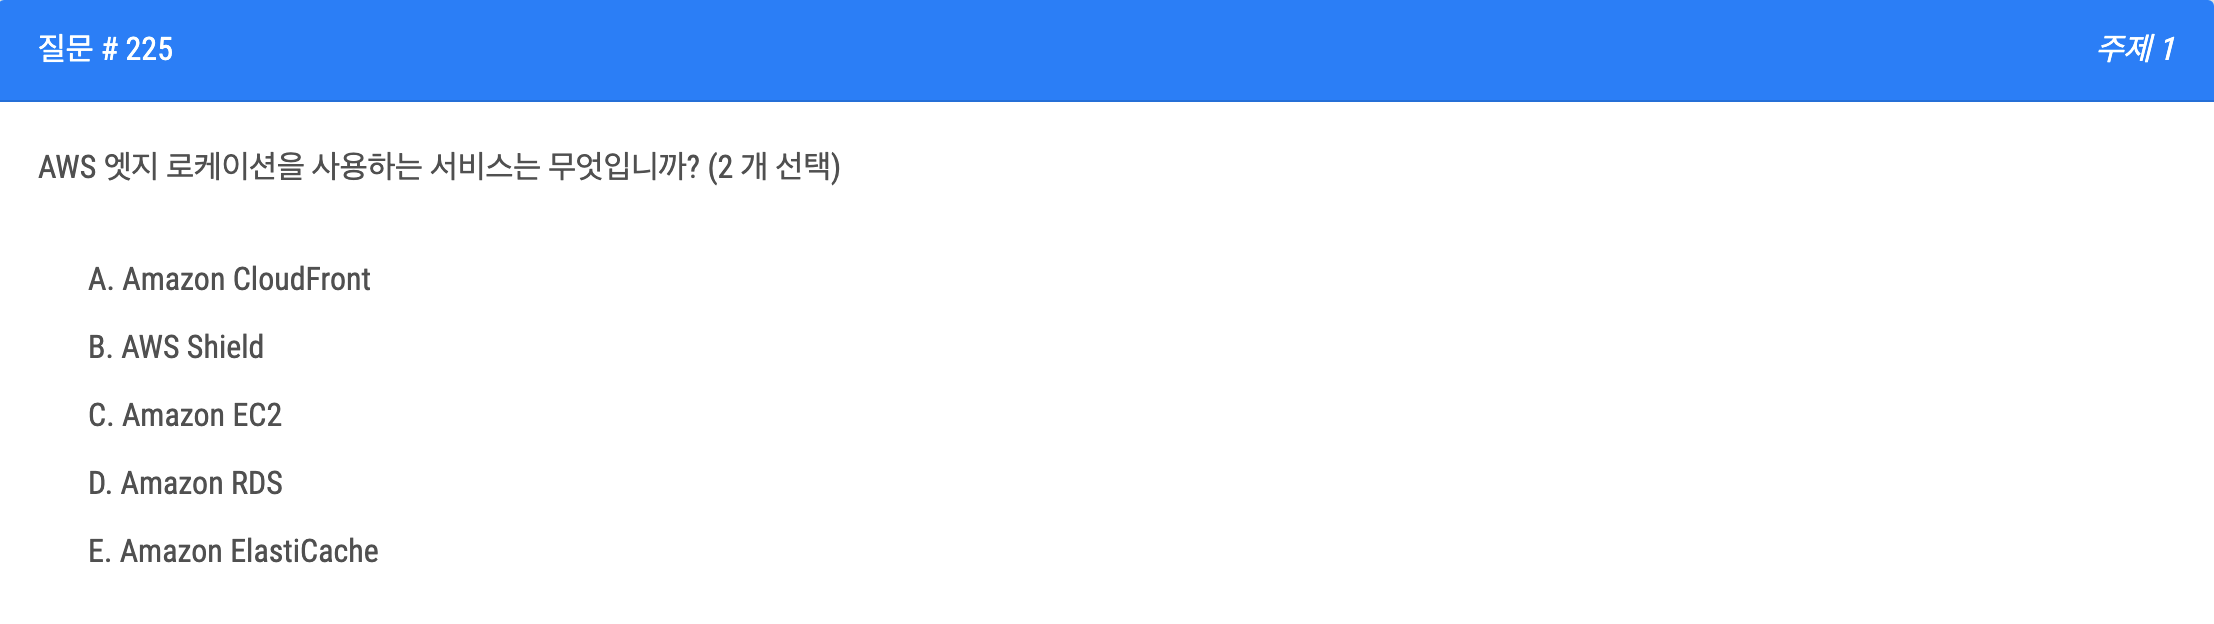 질문 # 225
주제 1
AWS 엣지 로케이션을 사용하는 서비스는 무엇입니까? (2 개 선택)
A. Amazon CloudFront
B. AWS Shield
C. Amazon EC2
D. Amazon RDS
E. Amazon ElastiCache